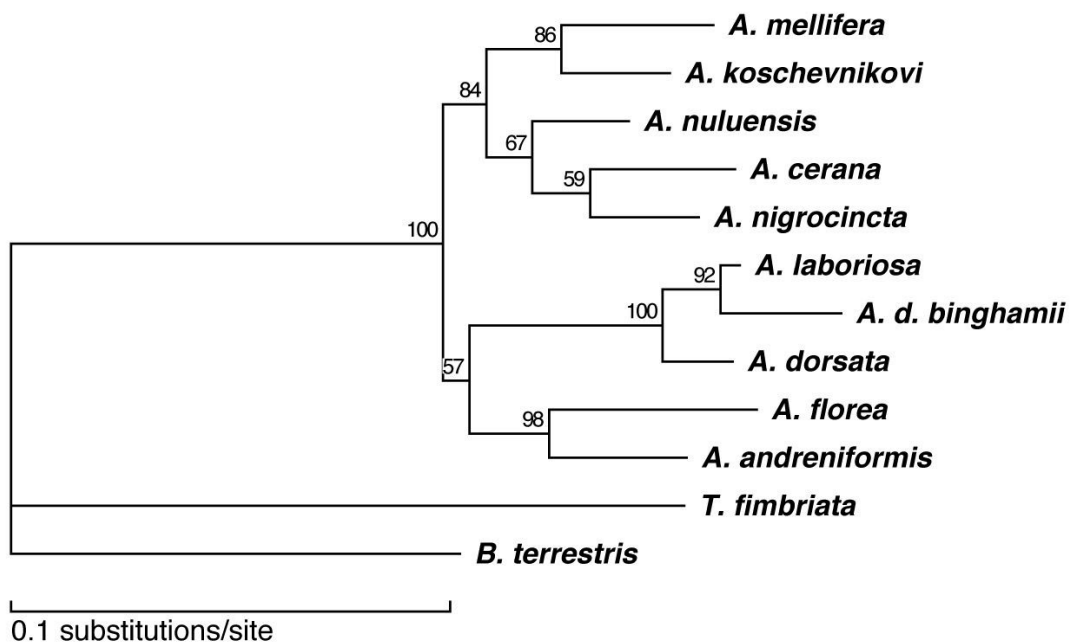 86
A. mellifera
A. koschevnikovi
84
A. nuluensis
67
A. cerana
59
A. nigrocincta
100
A. laboriosa
92
A. d. binghamii
100
A. dorsata
57
A. florea
98
A. andreniformis
T. fimbriata
B. terrestris
0.1 substitutions/site